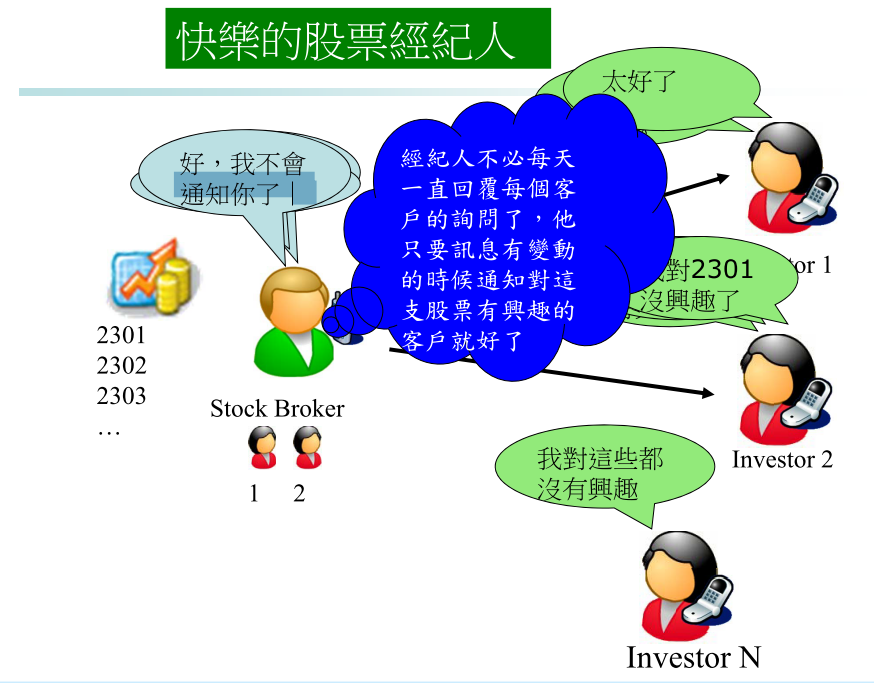 快樂的股票經紀人
太好了
好，我不會
通知你了
經紀人不必每天
一直回覆每個客
戶的詢問了，他
只要訊息有變動
的時候通知對這
支股票有興趣的
客戶就好了
對2301
沒興趣了
or 1
2301
2302
2303
…
Stock Broker
1 2
Investor 2
我對這些都
沒有興趣
Investor N